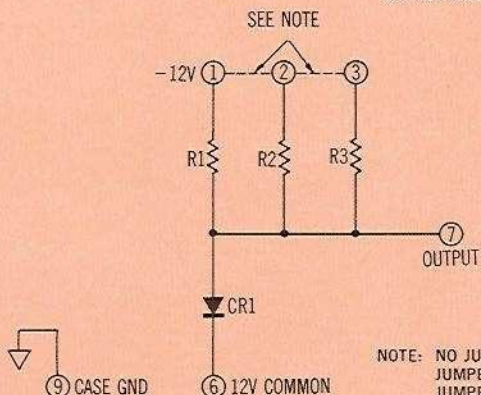 SEE NOTE
-12V 1 2 3
R1 R2 R3
7
OUTPUT
CR1
9 CASE GND
6 12V COMMON
NOTE: NO JU
JUMPE
JUMPE